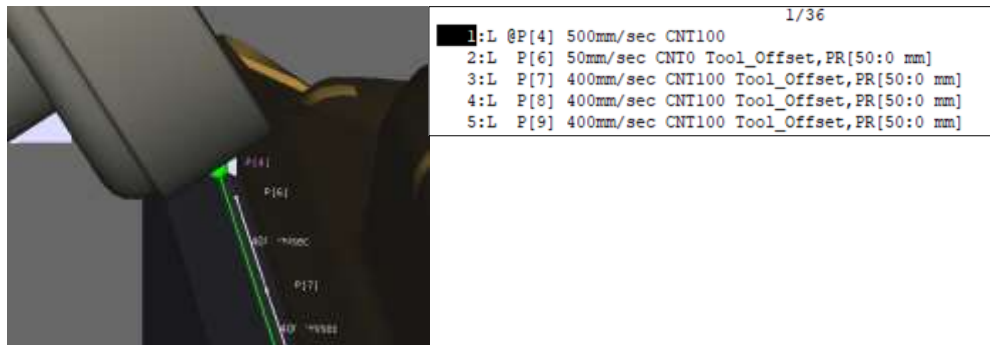 1/36
1:L @P[4] 500mm/sec CNT100
2:L P[6] 50mm/sec CNT0 Tool_Offset,PR[50:0 mm]
3:L P[7] 400mm/sec CNT100 Tool_Offset,PR[50:0 mm]
4:L P[8] 400mm/sec CNT100 Tool_Offset,PR[50:0 mm]
5:L P[9] 400mm/sec CNT100 Tool_Offset,PR[50:0 mm]
P[4]
P[6]
P[7]